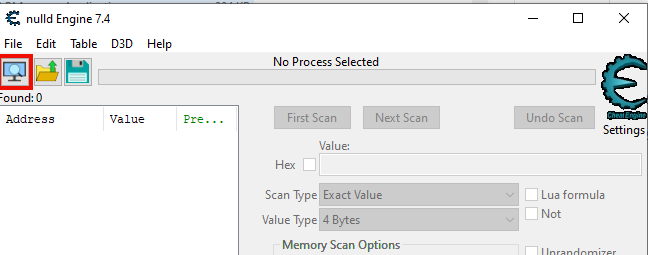 nulld Engine 7.4
File Edit Table D3D Help
No Process Selected
Found: 0
Address Value Pre...
First Scan Next Scan Undo Scan
Cheat Engine
Settings
Value:
Hex
Scan Type Exact Value Lua formula
Not
Value Type 4 Bytes
Memory Scan Options
Unrandomizer